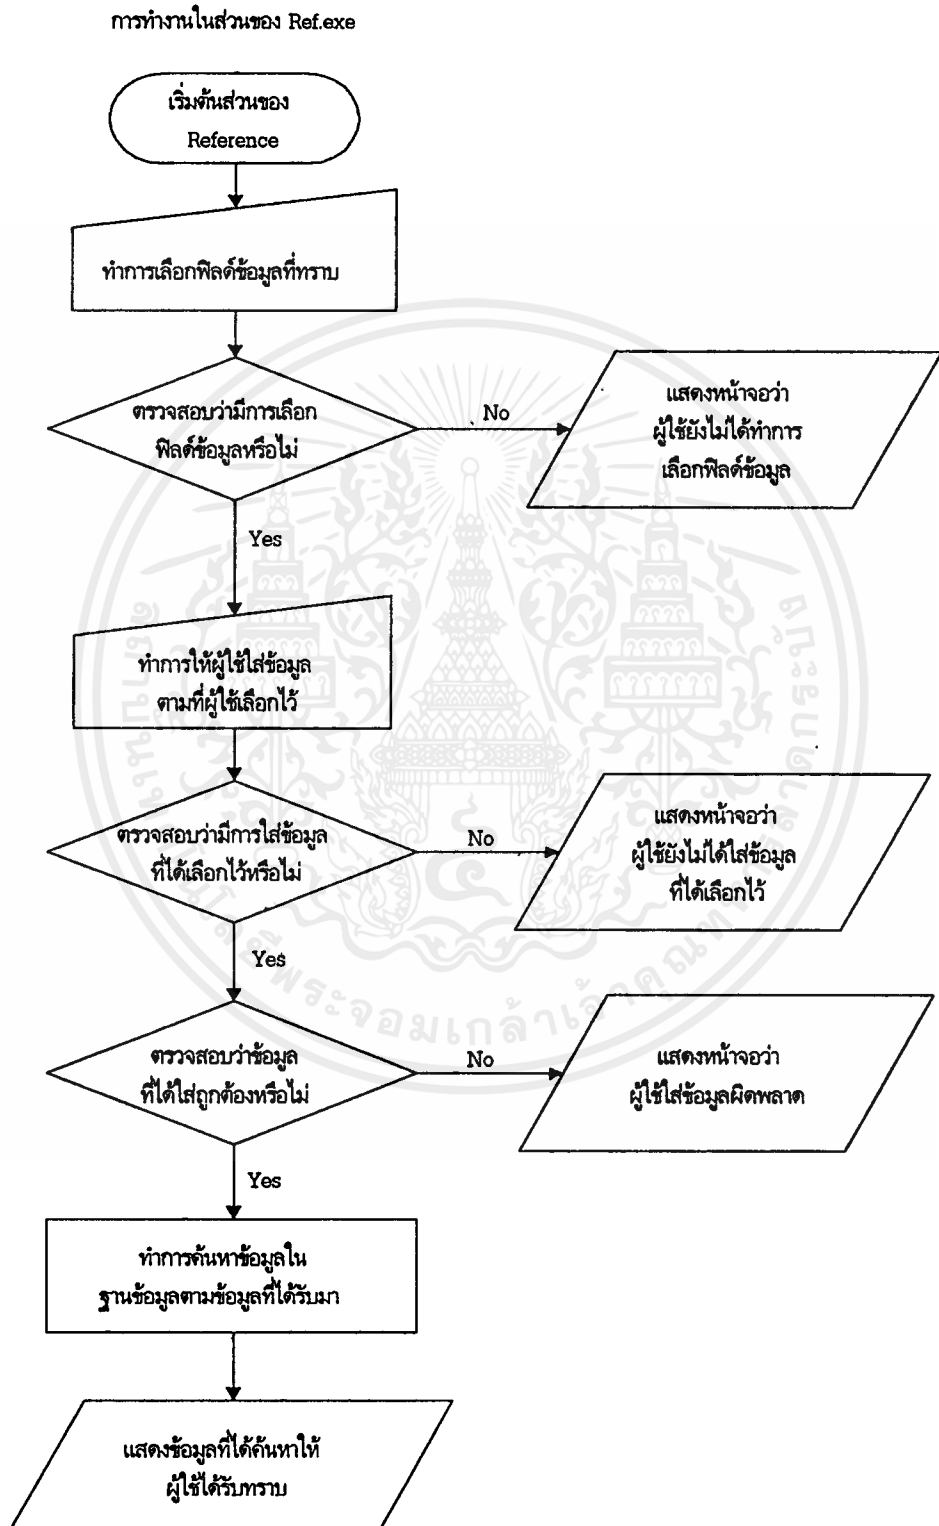 การทำงานในส่วนของ Ref.exe
เริ่มต้นส่วนของ
Reference
ทำการเลือกฟิลด์ข้อมูลที่ทราบ
ตรวจสอบว่ามีการเลือก
ฟิลด์ข้อมูลหรือไม่
No
แสดงหน้าจอว่า
ผู้ใช้ยังไม่ได้ทำการ
เลือกฟิลด์ข้อมูล
Yes
ทำการให้ผู้ใช้ใส่ข้อมูล
ตามที่ผู้ใช้เลือกไว้
ตรวจสอบว่ามีการใส่ข้อมูล
ที่ได้เลือกไว้หรือไม่
No
แสดงหน้าจอว่า
ผู้ใช้ยังไม่ได้ใส่ข้อมูล
ที่ได้เลือกไว้
Yes
ตรวจสอบว่าข้อมูล
ที่ได้ใส่ถูกต้องหรือไม่
No
แสดงหน้าจอว่า
ผู้ใช้ใส่ข้อมูลผิดพลาด
Yes
ทำการค้นหาข้อมูลใน
ฐานข้อมูลตามข้อมูลที่ได้รับมา
แสดงข้อมูลที่ได้ค้นหาให้
ผู้ใช้ได้รับทราบ